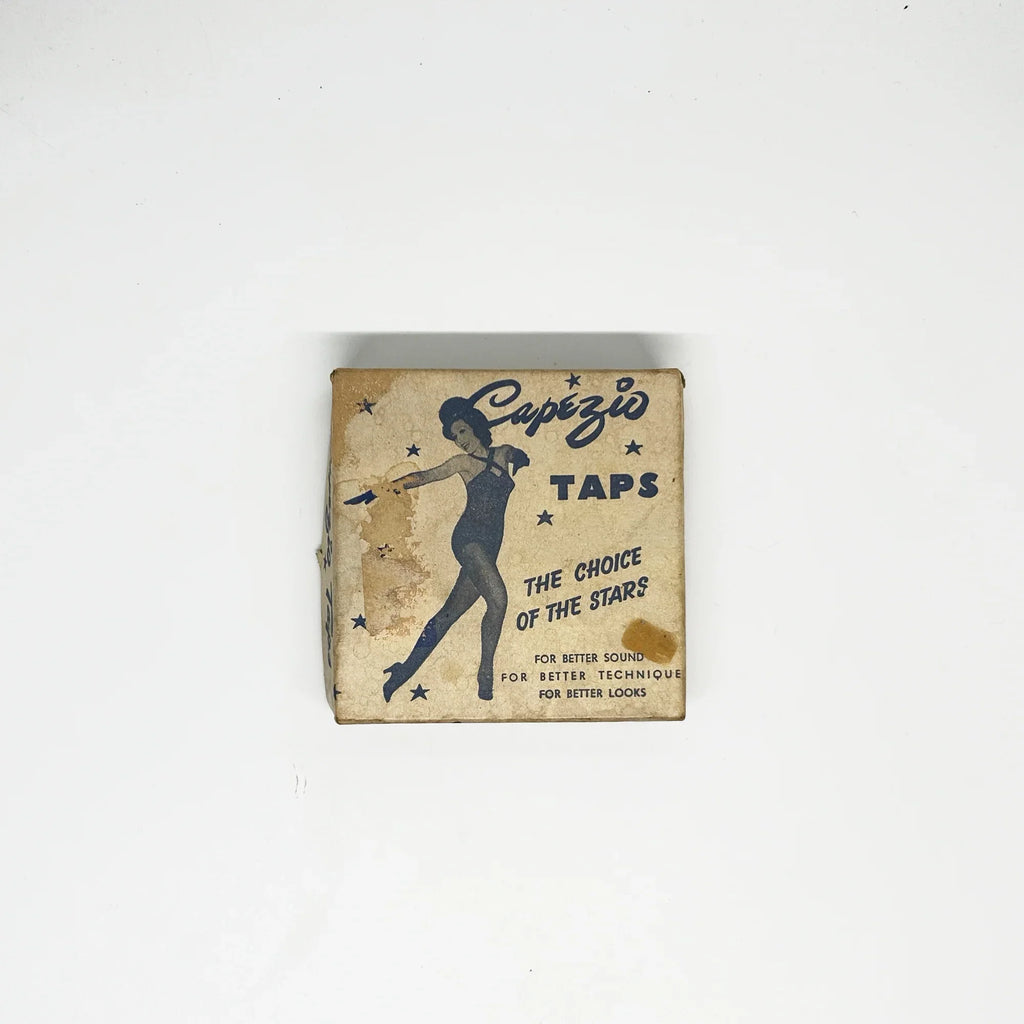 Capezio
TAPS
THE CHOICE
OF THE STARS
FOR BETTER SOUND
FOR BETTER TECHNIQUE
FOR BETTER LOOKS